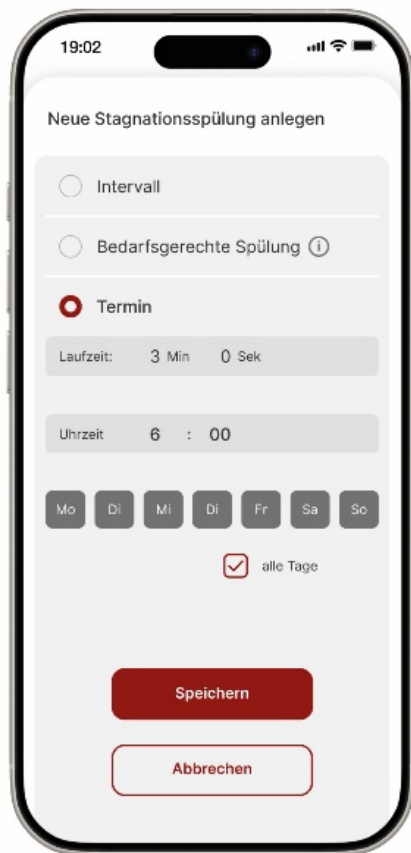 19:02
Neue Stagnationsspülung anlegen
Intervall
Bedarfsgerechte Spülung i
Termin
Laufzeit: 3 Min 0 Sek
Uhrzeit 6 : 00
Mo Di Mi Di Fr Sa So
alle Tage
Speichern
Abbrechen